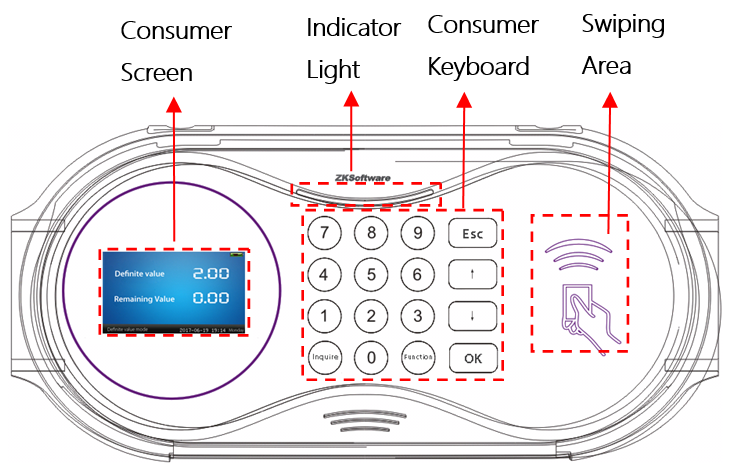 Consumer Screen
Indicator Light
Consumer Keyboard
Swiping Area
ZKSoftware
7 8 9 Esc
4 5 6 ↑
1 2 3 ↓
Inquire 0 Function OK
Definite value 2.00
Remaining Value 0.00
Definite value mode 2017-06-19 19:14 Monday